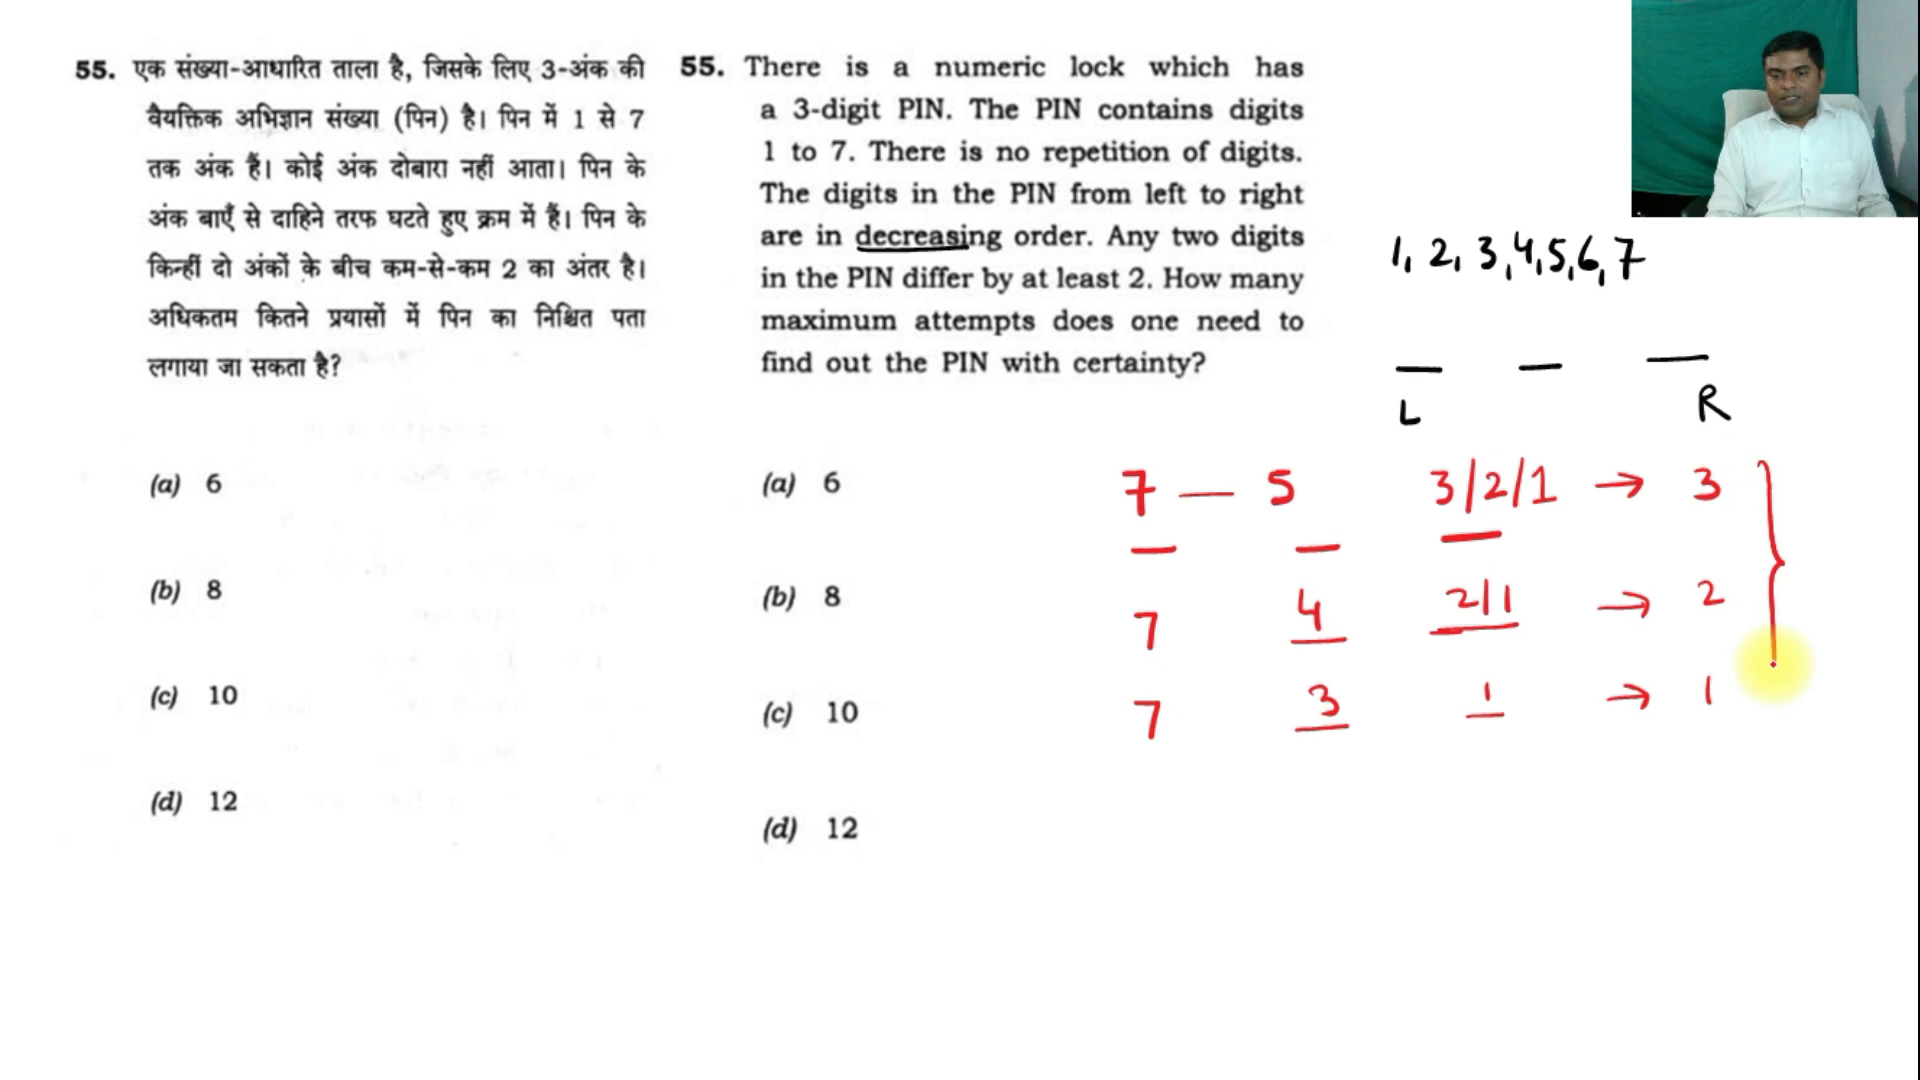 55. एक संख्या-आधारित ताला है, जिसके लिए 3-अंक की
वैयक्तिक अभिज्ञान संख्या (पिन) है। पिन में 1 से 7
तक अंक हैं। कोई अंक दोबारा नहीं आता। पिन के
अंक बाएँ से दाहिने तरफ घटते हुए क्रम में हैं। पिन के
किन्हीं दो अंकों के बीच कम-से-कम 2 का अंतर है।
अधिकतम कितने प्रयासों में पिन का निश्चित पता
लगाया जा सकता है?
(a) 6
(b) 8
(c) 10
(d) 12
55. There is a numeric lock which has
a 3-digit PIN. The PIN contains digits
1 to 7. There is no repetition of digits.
The digits in the PIN from left to right
are in decreasing order. Any two digits
in the PIN differ by at least 2. How many
maximum attempts does one need to
find out the PIN with certainty?
(a) 6
(b) 8
(c) 10
(d) 12
1, 2, 3, 4, 5, 6, 7
L R
7 — 5 3/2/1 → 3
7 4 2/1 → 2
7 3 1 → 1